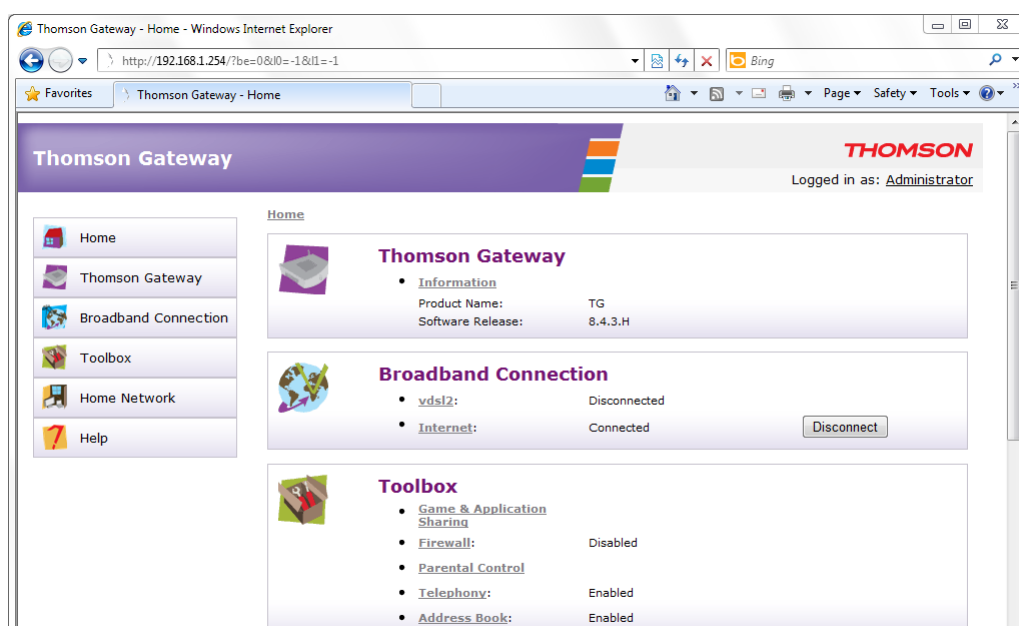 Thomson Gateway - Home - Windows Internet Explorer
http://192.168.1.254/?be=0&l0=-1&l1=-1
Bing
Favorites
Thomson Gateway - Home
Page
Safety
Tools
Thomson Gateway
THOMSON
Logged in as: Administrator
Home
Thomson Gateway
Broadband Connection
Toolbox
Home Network
Help
Home
Thomson Gateway
Information
Product Name: TG
Software Release: 8.4.3.H
Broadband Connection
vdsl2: Disconnected
Internet: Connected Disconnect
Toolbox
Game & Application
Sharing
Firewall: Disabled
Parental Control
Telephony: Enabled
Address Book: Enabled